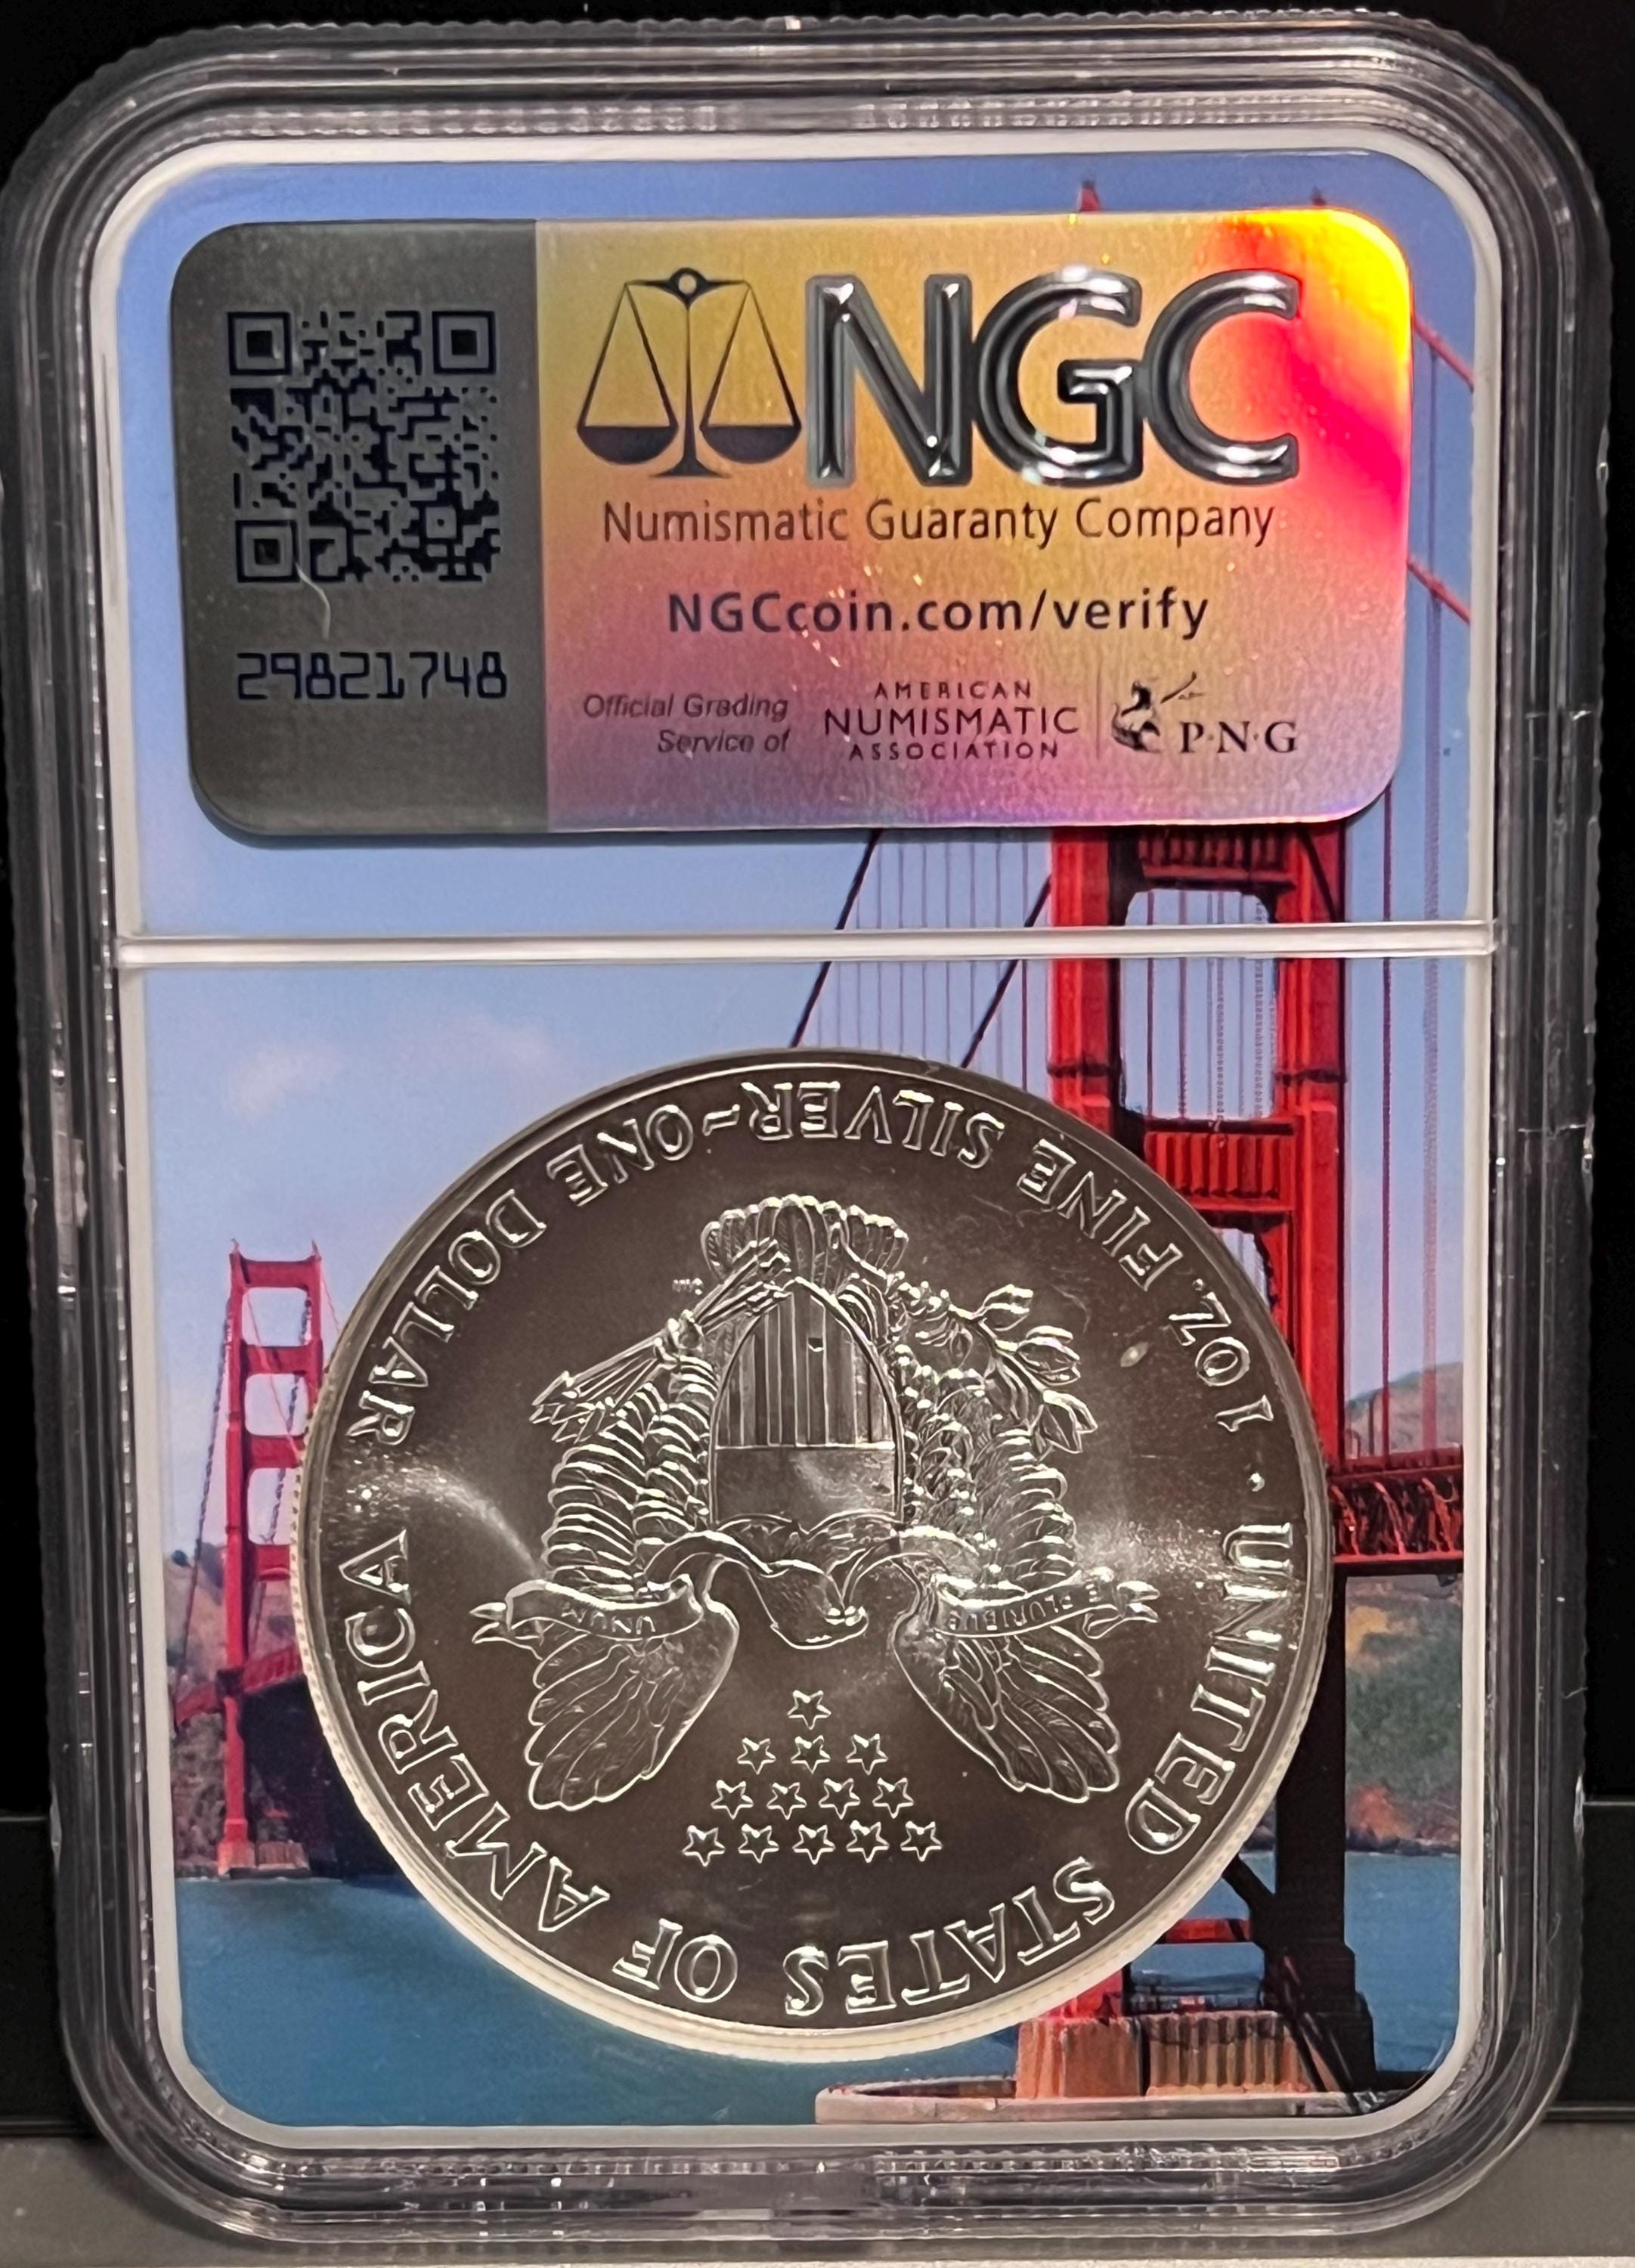 NGC
Numismatic Guaranty Company
NGCcoin.com/verify
29821748
Official Grading
Service of
AMERICAN
NUMISMATIC
ASSOCIATION
P·N·G
UNITED STATES OF AMERICA
1 OZ. FINE SILVER~ONE DOLLAR
E PLURIBUS
UNUM